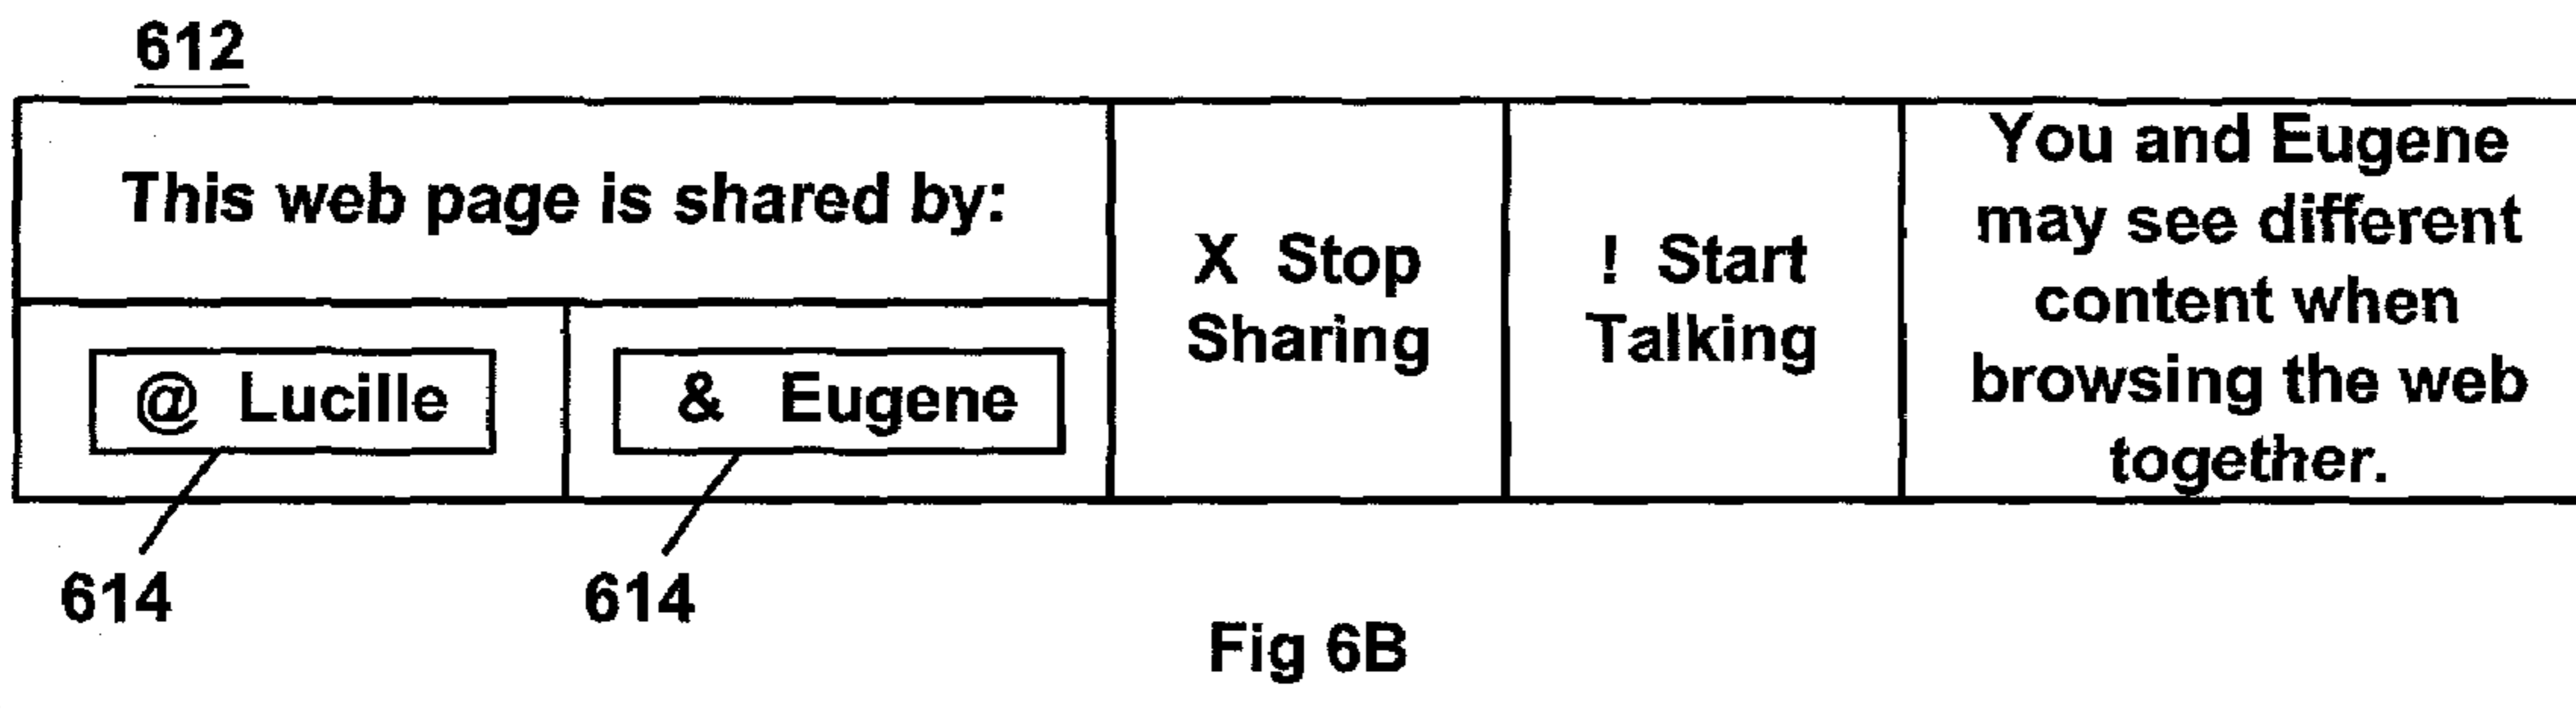 612
This web page is shared by:
@ Lucille
& Eugene
X Stop
Sharing
! Start
Talking
You and Eugene
may see different
content when
browsing the web
together.
614
614
Fig 6B